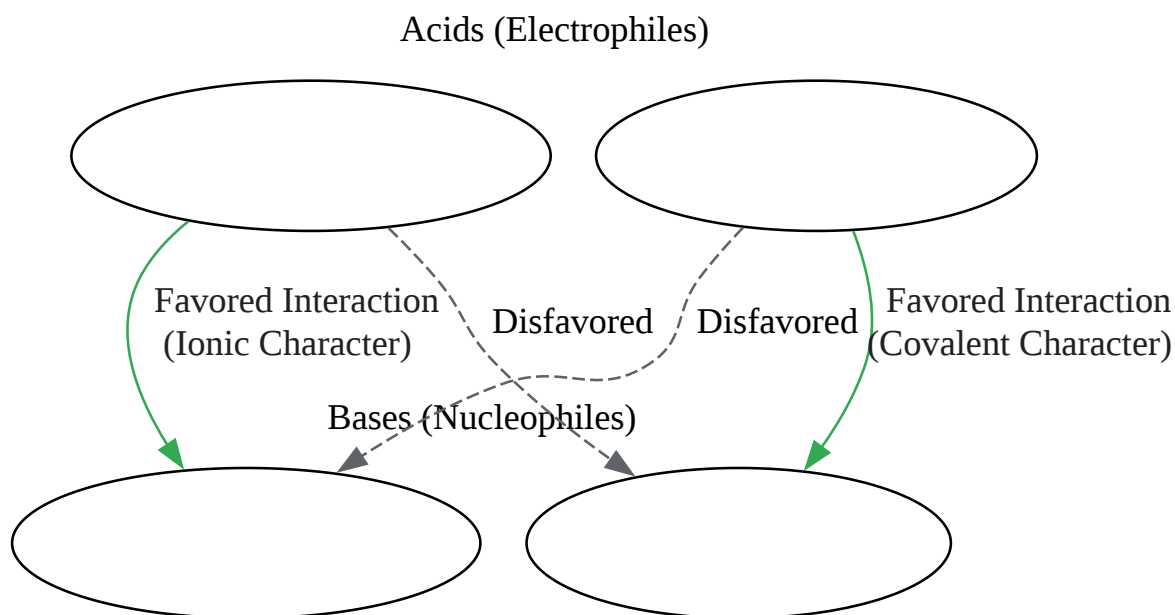 Acids (Electrophiles)
Favored Interaction
(Ionic Character)
Disfavored
Disfavored
Favored Interaction
(Covalent Character)
Bases (Nucleophiles)